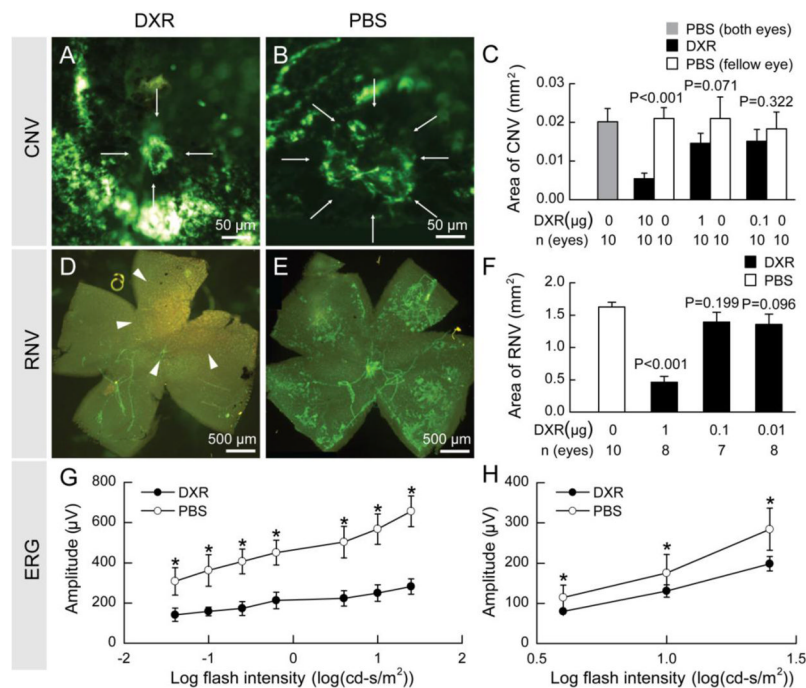 DXR
PBS
CNV
A
50 µm
B
50 µm
C
PBS (both eyes)
DXR
PBS (fellow eye)
Area of CNV (mm²)
0.03
0.02
0.01
0.00
P<0.001
P=0.071
P=0.322
DXR(µg) 0 10 0 1 0 0.1 0
n (eyes) 10 10 10 10 10 10 10
RNV
D
500 µm
E
500 µm
F
DXR
PBS
Area of RNV (mm²)
2.0
1.5
1.0
0.5
0.0
P<0.001
P=0.199
P=0.096
DXR(µg) 0 1 0.1 0.01
n (eyes) 10 8 7 8
ERG
G
DXR
PBS
Amplitude (µV)
800
600
400
200
0
* * * * * * *
-2 -1 0 1 2
Log flash intensity (log(cd-s/m²))
H
DXR
PBS
Amplitude (µV)
400
300
200
100
0
* * *
0.5 1.0 1.5
Log flash intensity (log(cd-s/m²))